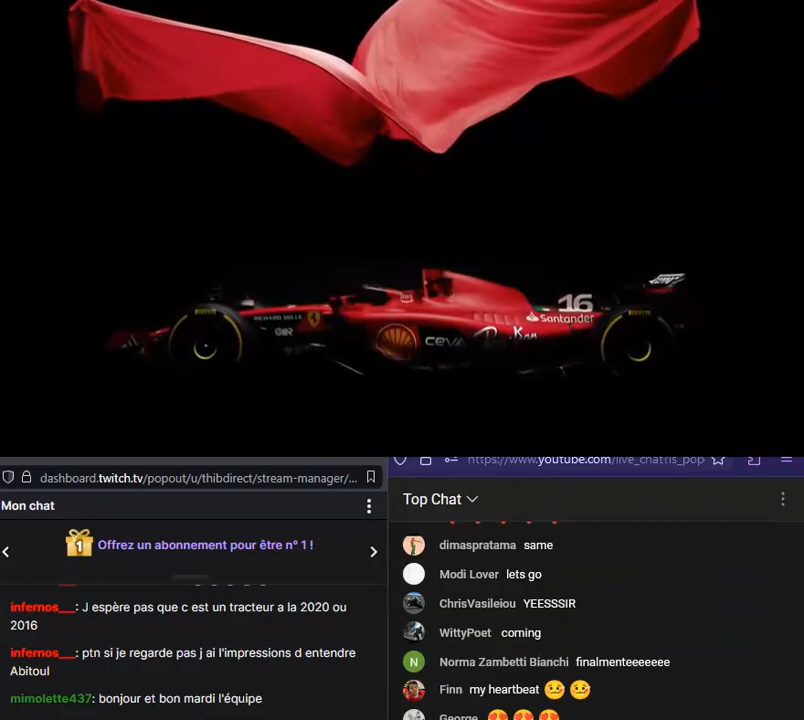 16
Santander
RICHARD MILLE
CEVA
dashboard.twitch.tv/popout/u/thibdirect/stream-manager/...
Mon chat
1
Offrez un abonnement pour être n° 1 !
infernos__: J espère pas que c est un tracteur a la 2020 ou
2016
infernos__: ptn si je regarde pas j ai l'impressions d entendre
Abitoul
mimolette437: bonjour et bon mardi l'équipe
https://www.youtube.com/live_chat?is_pop
Top Chat
dimaspratama same
Modi Lover lets go
ChrisVasileiou YEESSSIR
WittyPoet coming
N Norma Zambetti Bianchi finalmenteeeeeee
Finn my heartbeat 🤒 🤒
George 😍 😍 😍